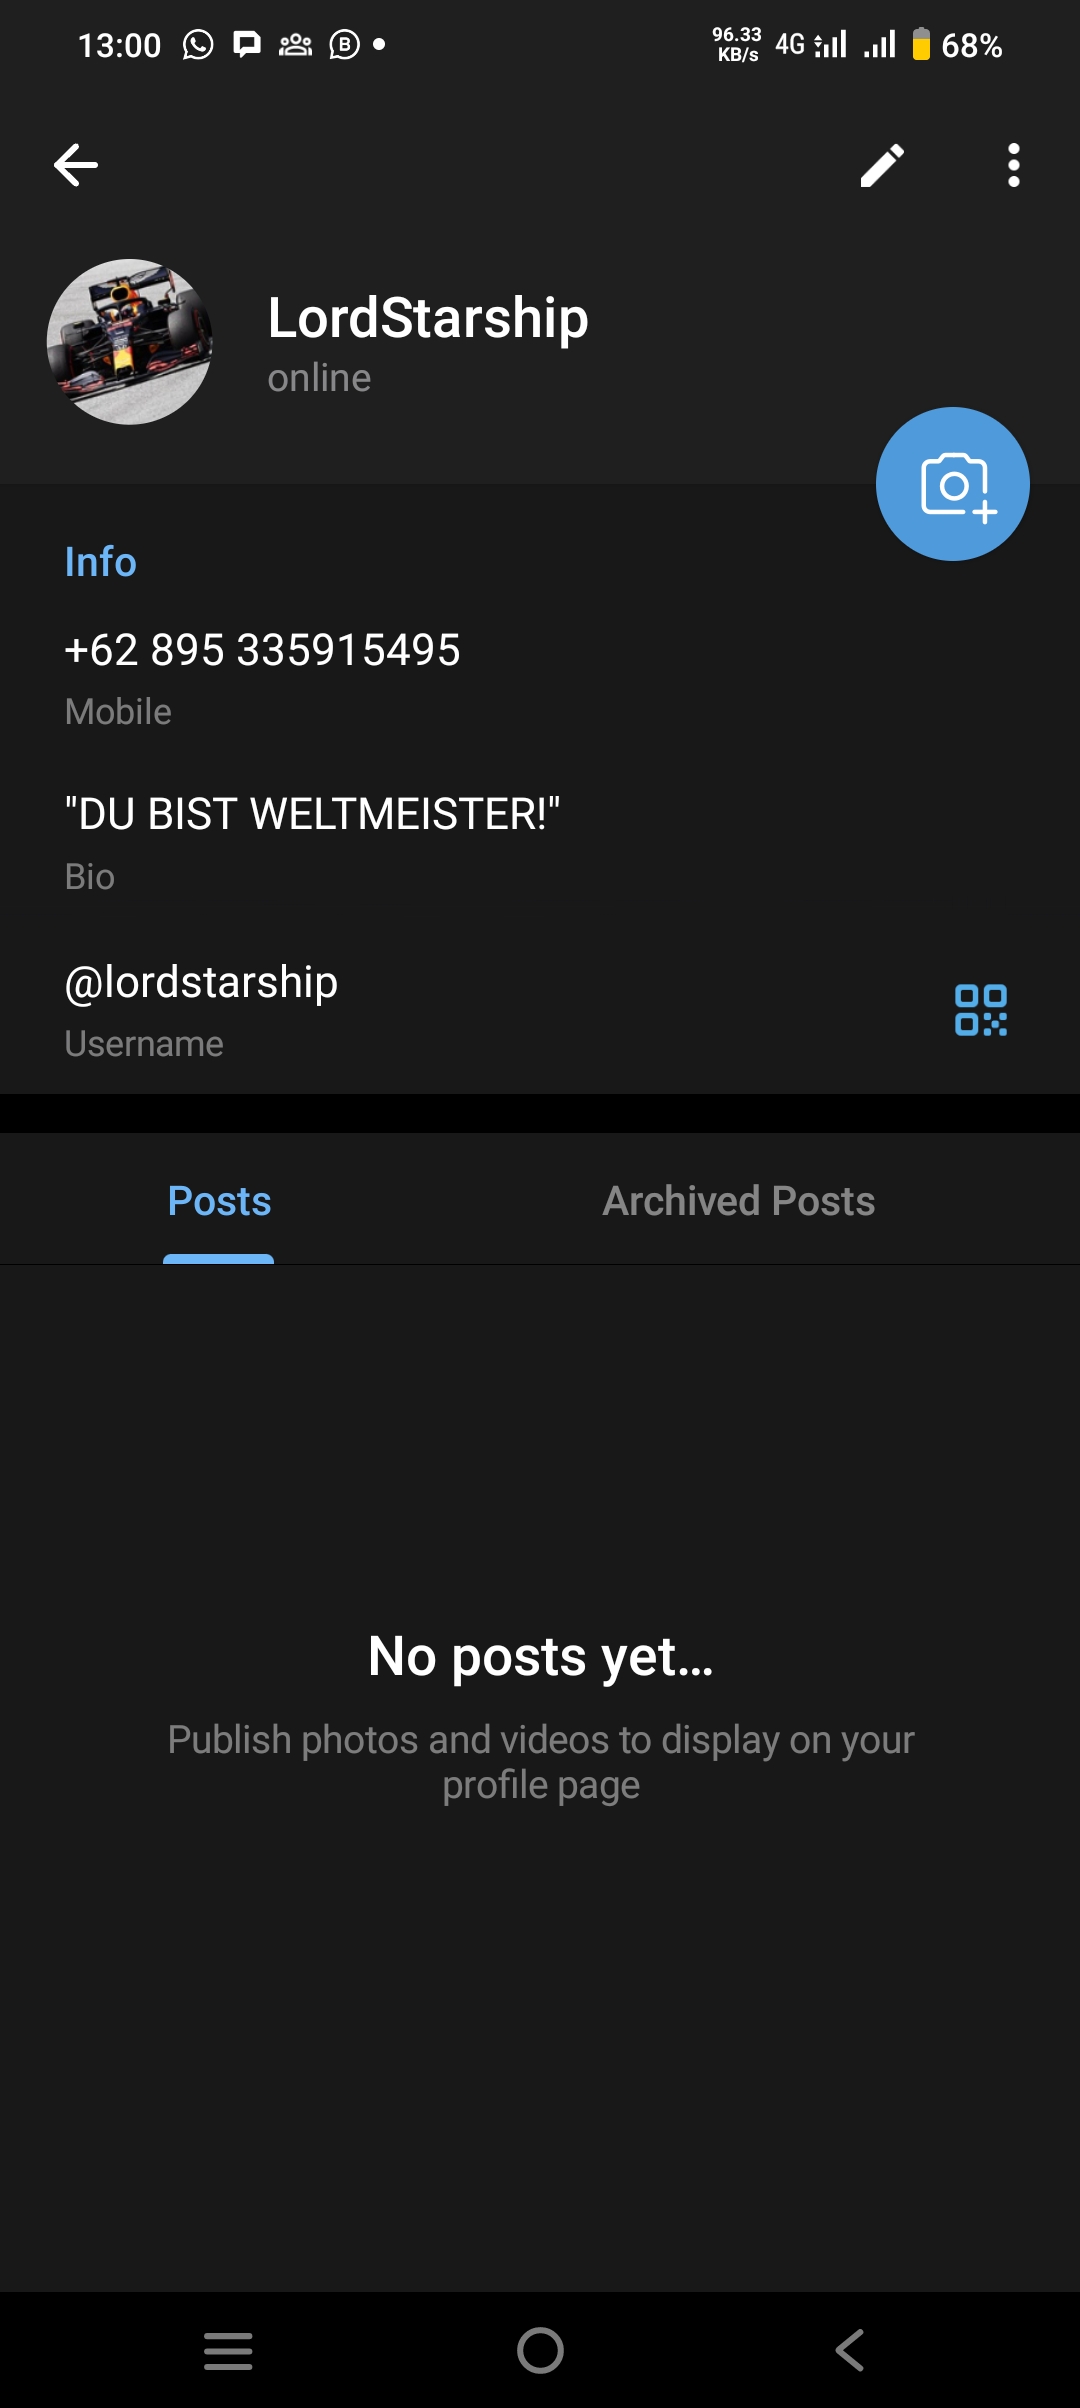 13:00
96.33
KB/s
4G
68%
LordStarship
online
Info
+62 895 335915495
Mobile
"DU BIST WELTMEISTER!"
Bio
@lordstarship
Username
Posts
Archived Posts
No posts yet…
Publish photos and videos to display on your
profile page